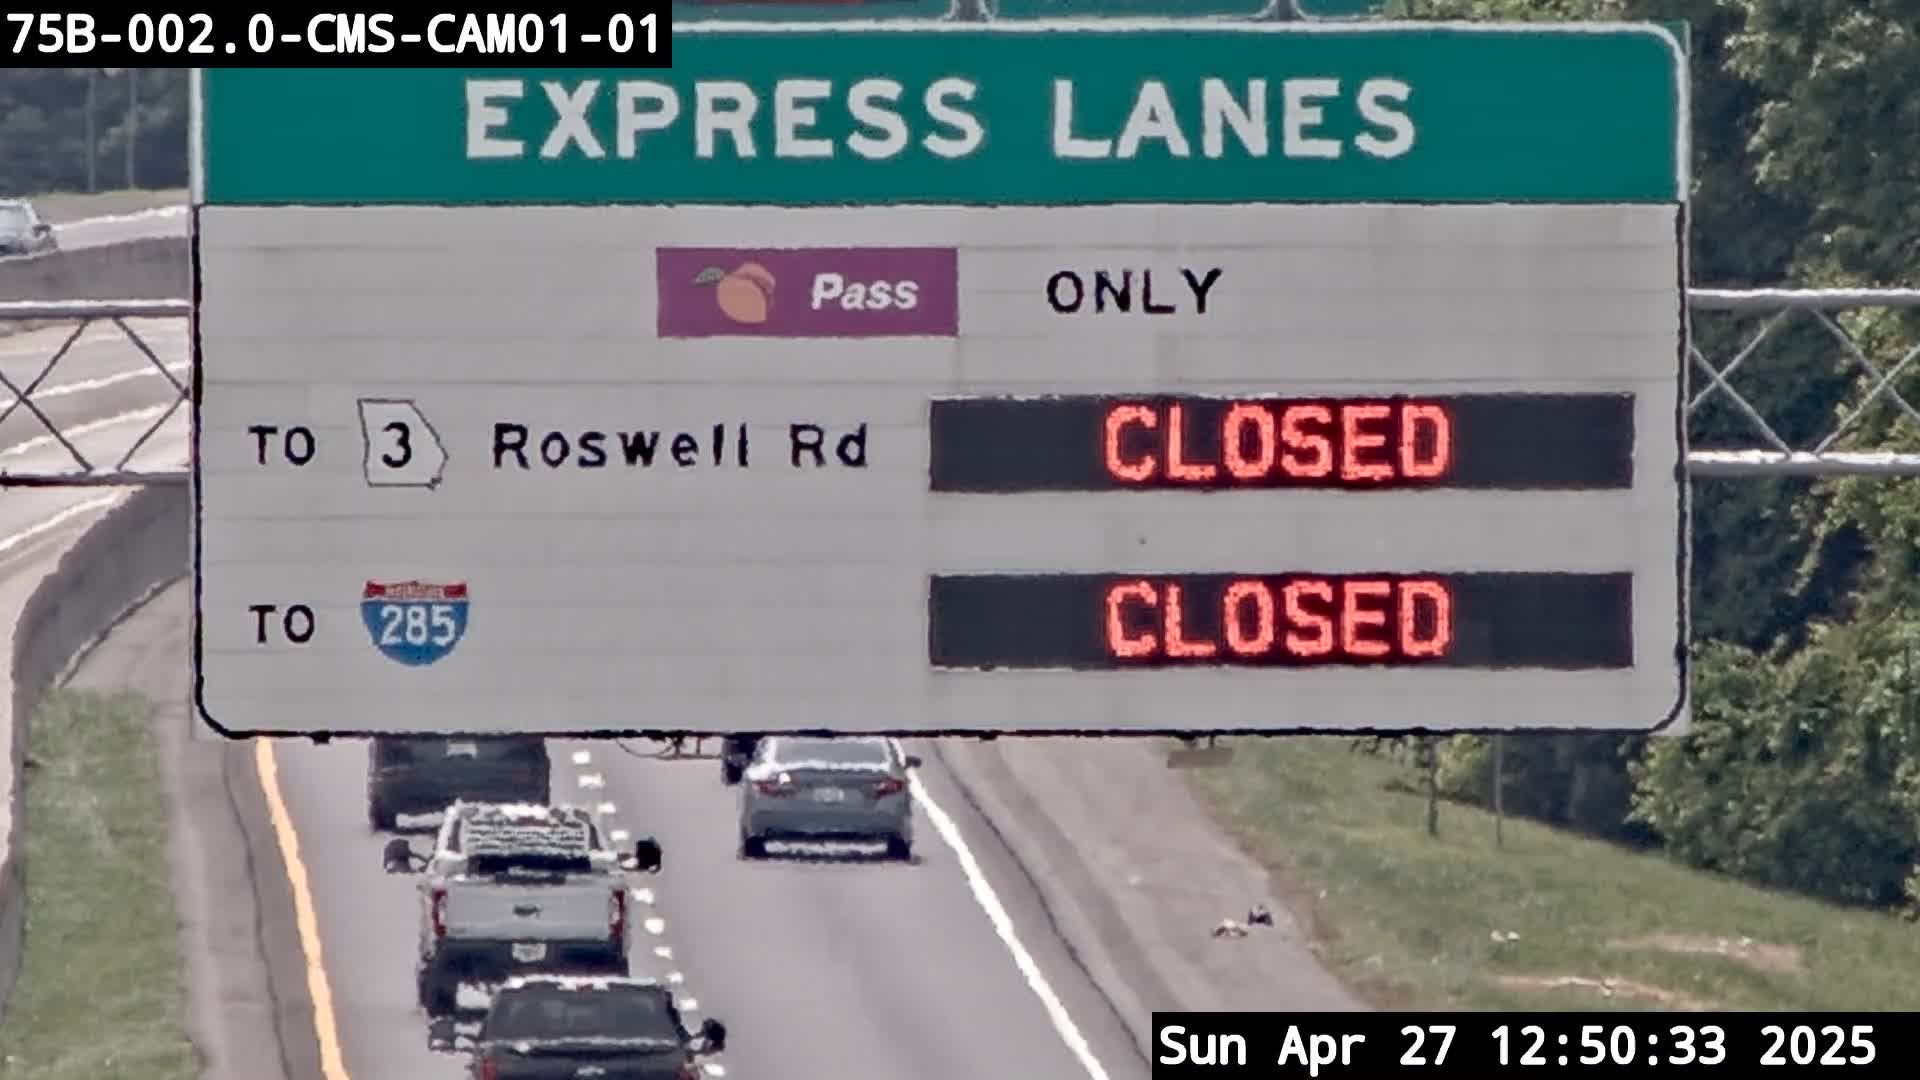 75B-002.0-CMS-CAM01-01
EXPRESS LANES
Pass ONLY
TO 3 Roswell Rd CLOSED
TO 285 CLOSED
Sun Apr 27 12:50:33 2025